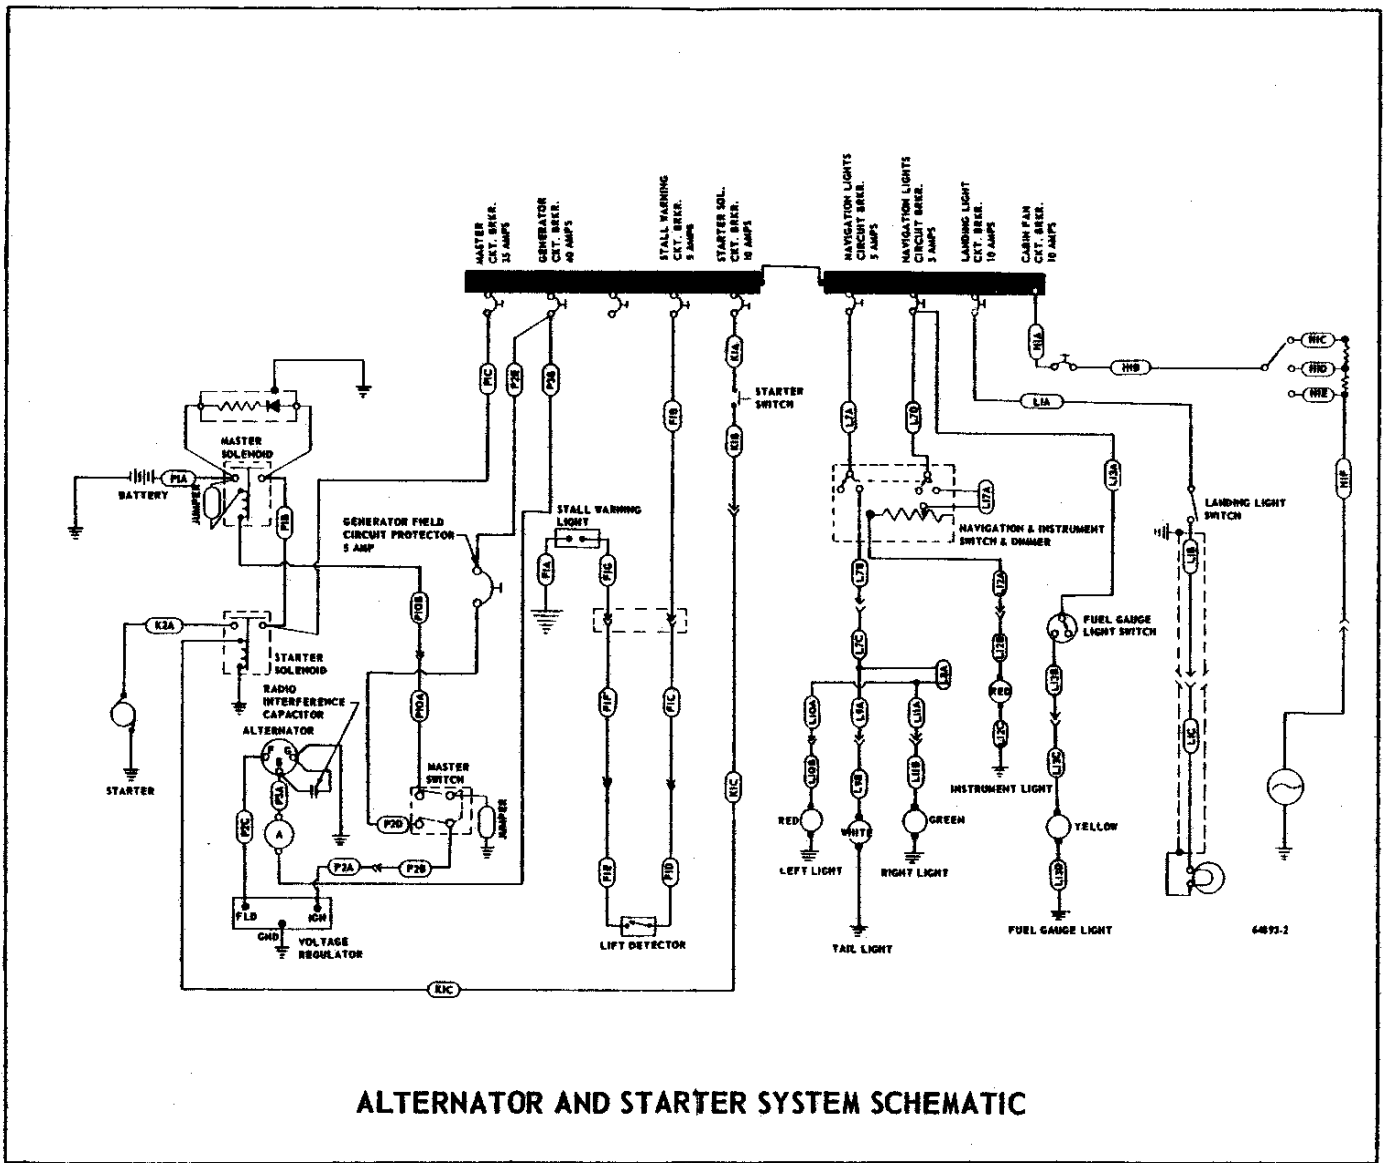 MASTER
CKT. BRKR.
35 AMPS
GENERATOR
CKT. BRKR.
60 AMPS
STALL WARNING
CKT. BRKR.
5 AMPS
STARTER SOL.
CKT. BRKR.
10 AMPS
NAVIGATION LIGHTS
CIRCUIT BRKR.
5 AMPS
NAVIGATION LIGHTS
CIRCUIT BRKR.
5 AMPS
LANDING LIGHT
CKT. BRKR.
10 AMPS
CABIN FAN
CKT. BRKR.
10 AMPS
K1A
H1A
H1B
H1C
H1D
H1E
H1F
P1C
P2E
P3B
STARTER
SWITCH
F1B
L7A
L7D
L1A
K1B
MASTER
SOLENOID
P1A
BATTERY
JUMPER
P1B
L13A
L17A
LANDING LIGHT
SWITCH
STALL WARNING
LIGHT
GENERATOR FIELD
CIRCUIT PROTECTOR
5 AMP
NAVIGATION & INSTRUMENT
SWITCH & DIMMER
F1A
F1G
L7B
L12A
L1B
P10B
K2A
L7C
L12B
FUEL GAUGE
LIGHT SWITCH
STARTER
SOLENOID
RADIO
INTERFERENCE
CAPACITOR
ALTERNATOR
P10A
F1F
F1C
L8A
L10A
L9A
L11A
RED
L13B
L12C
L1C
F
G
B
MASTER
SWITCH
STARTER
P3A
K1C
L10B
L9B
L11B
L13C
INSTRUMENT LIGHT
P2C
A
P2D
JUMPER
RED
WHITE
GREEN
YELLOW
P2A
P2B
F1E
F1D
LEFT LIGHT
RIGHT LIGHT
L13D
FLD
IGN
GND
VOLTAGE
REGULATOR
LIFT DETECTOR
TAIL LIGHT
FUEL GAUGE LIGHT
64893-2
K1C
ALTERNATOR AND STARTER SYSTEM SCHEMATIC